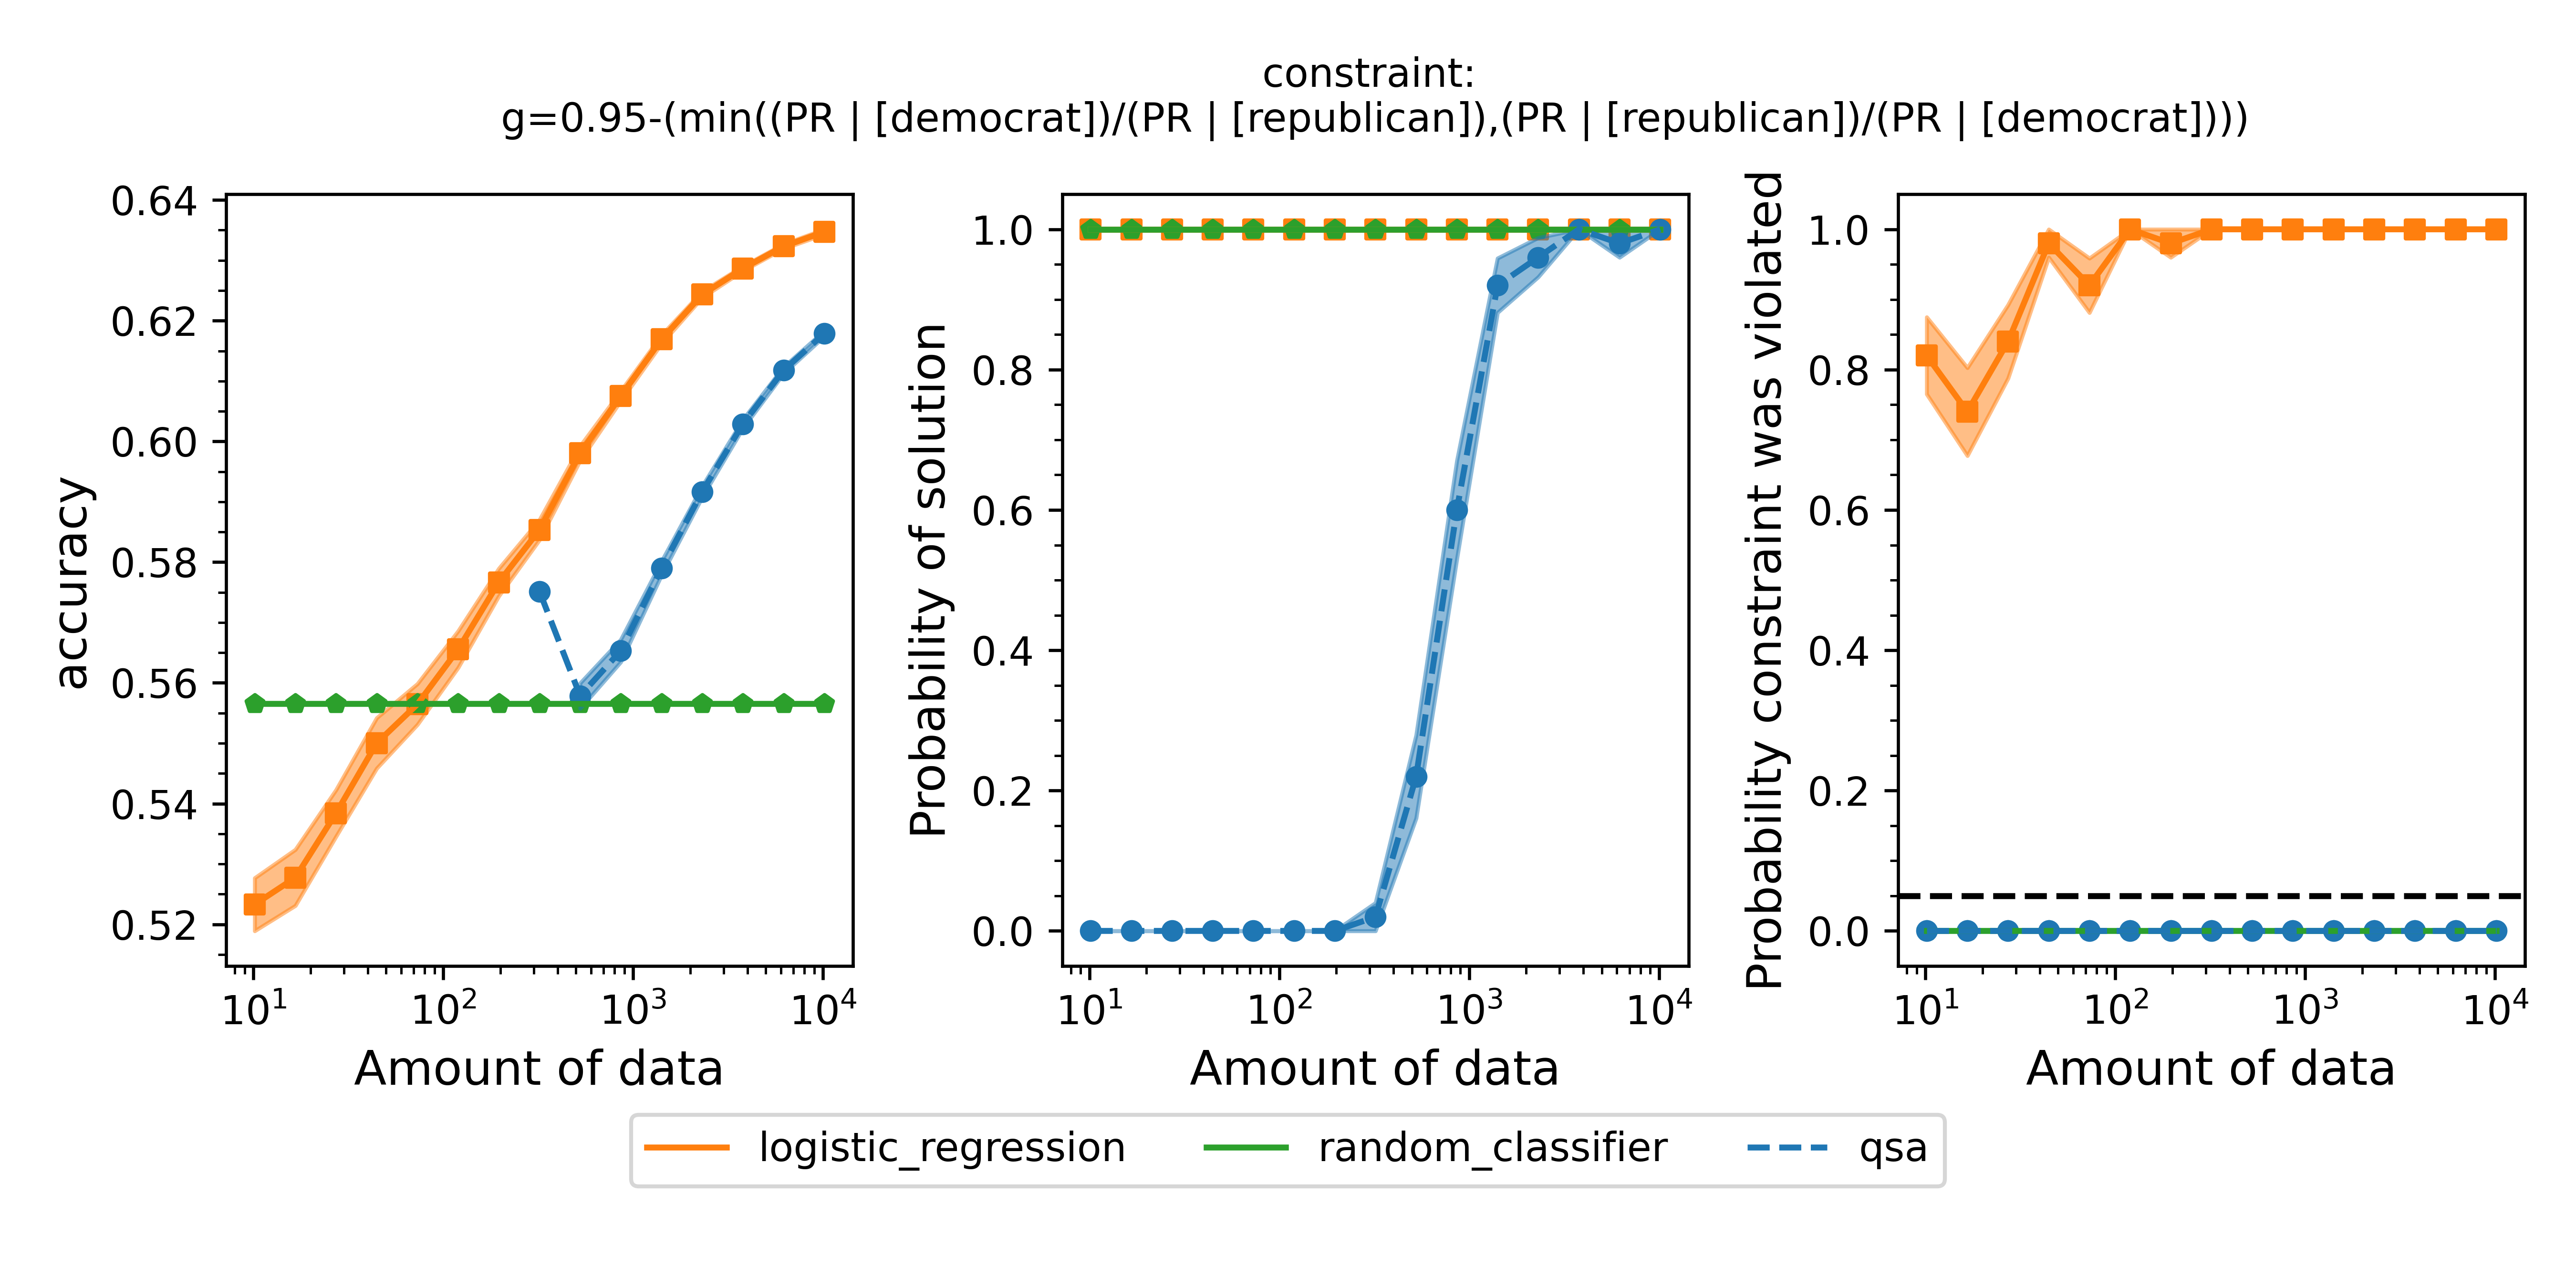 constraint:
g=0.95-(min((PR | [democrat])/(PR | [republican]),(PR | [republican])/(PR | [democrat])))
accuracy
0.64
0.62
0.60
0.58
0.56
0.54
0.52
10¹ 10² 10³ 10⁴
Amount of data
Probability of solution
1.0
0.8
0.6
0.4
0.2
0.0
10¹ 10² 10³ 10⁴
Amount of data
Probability constraint was violated
1.0
0.8
0.6
0.4
0.2
0.0
10¹ 10² 10³ 10⁴
Amount of data
logistic_regression random_classifier qsa